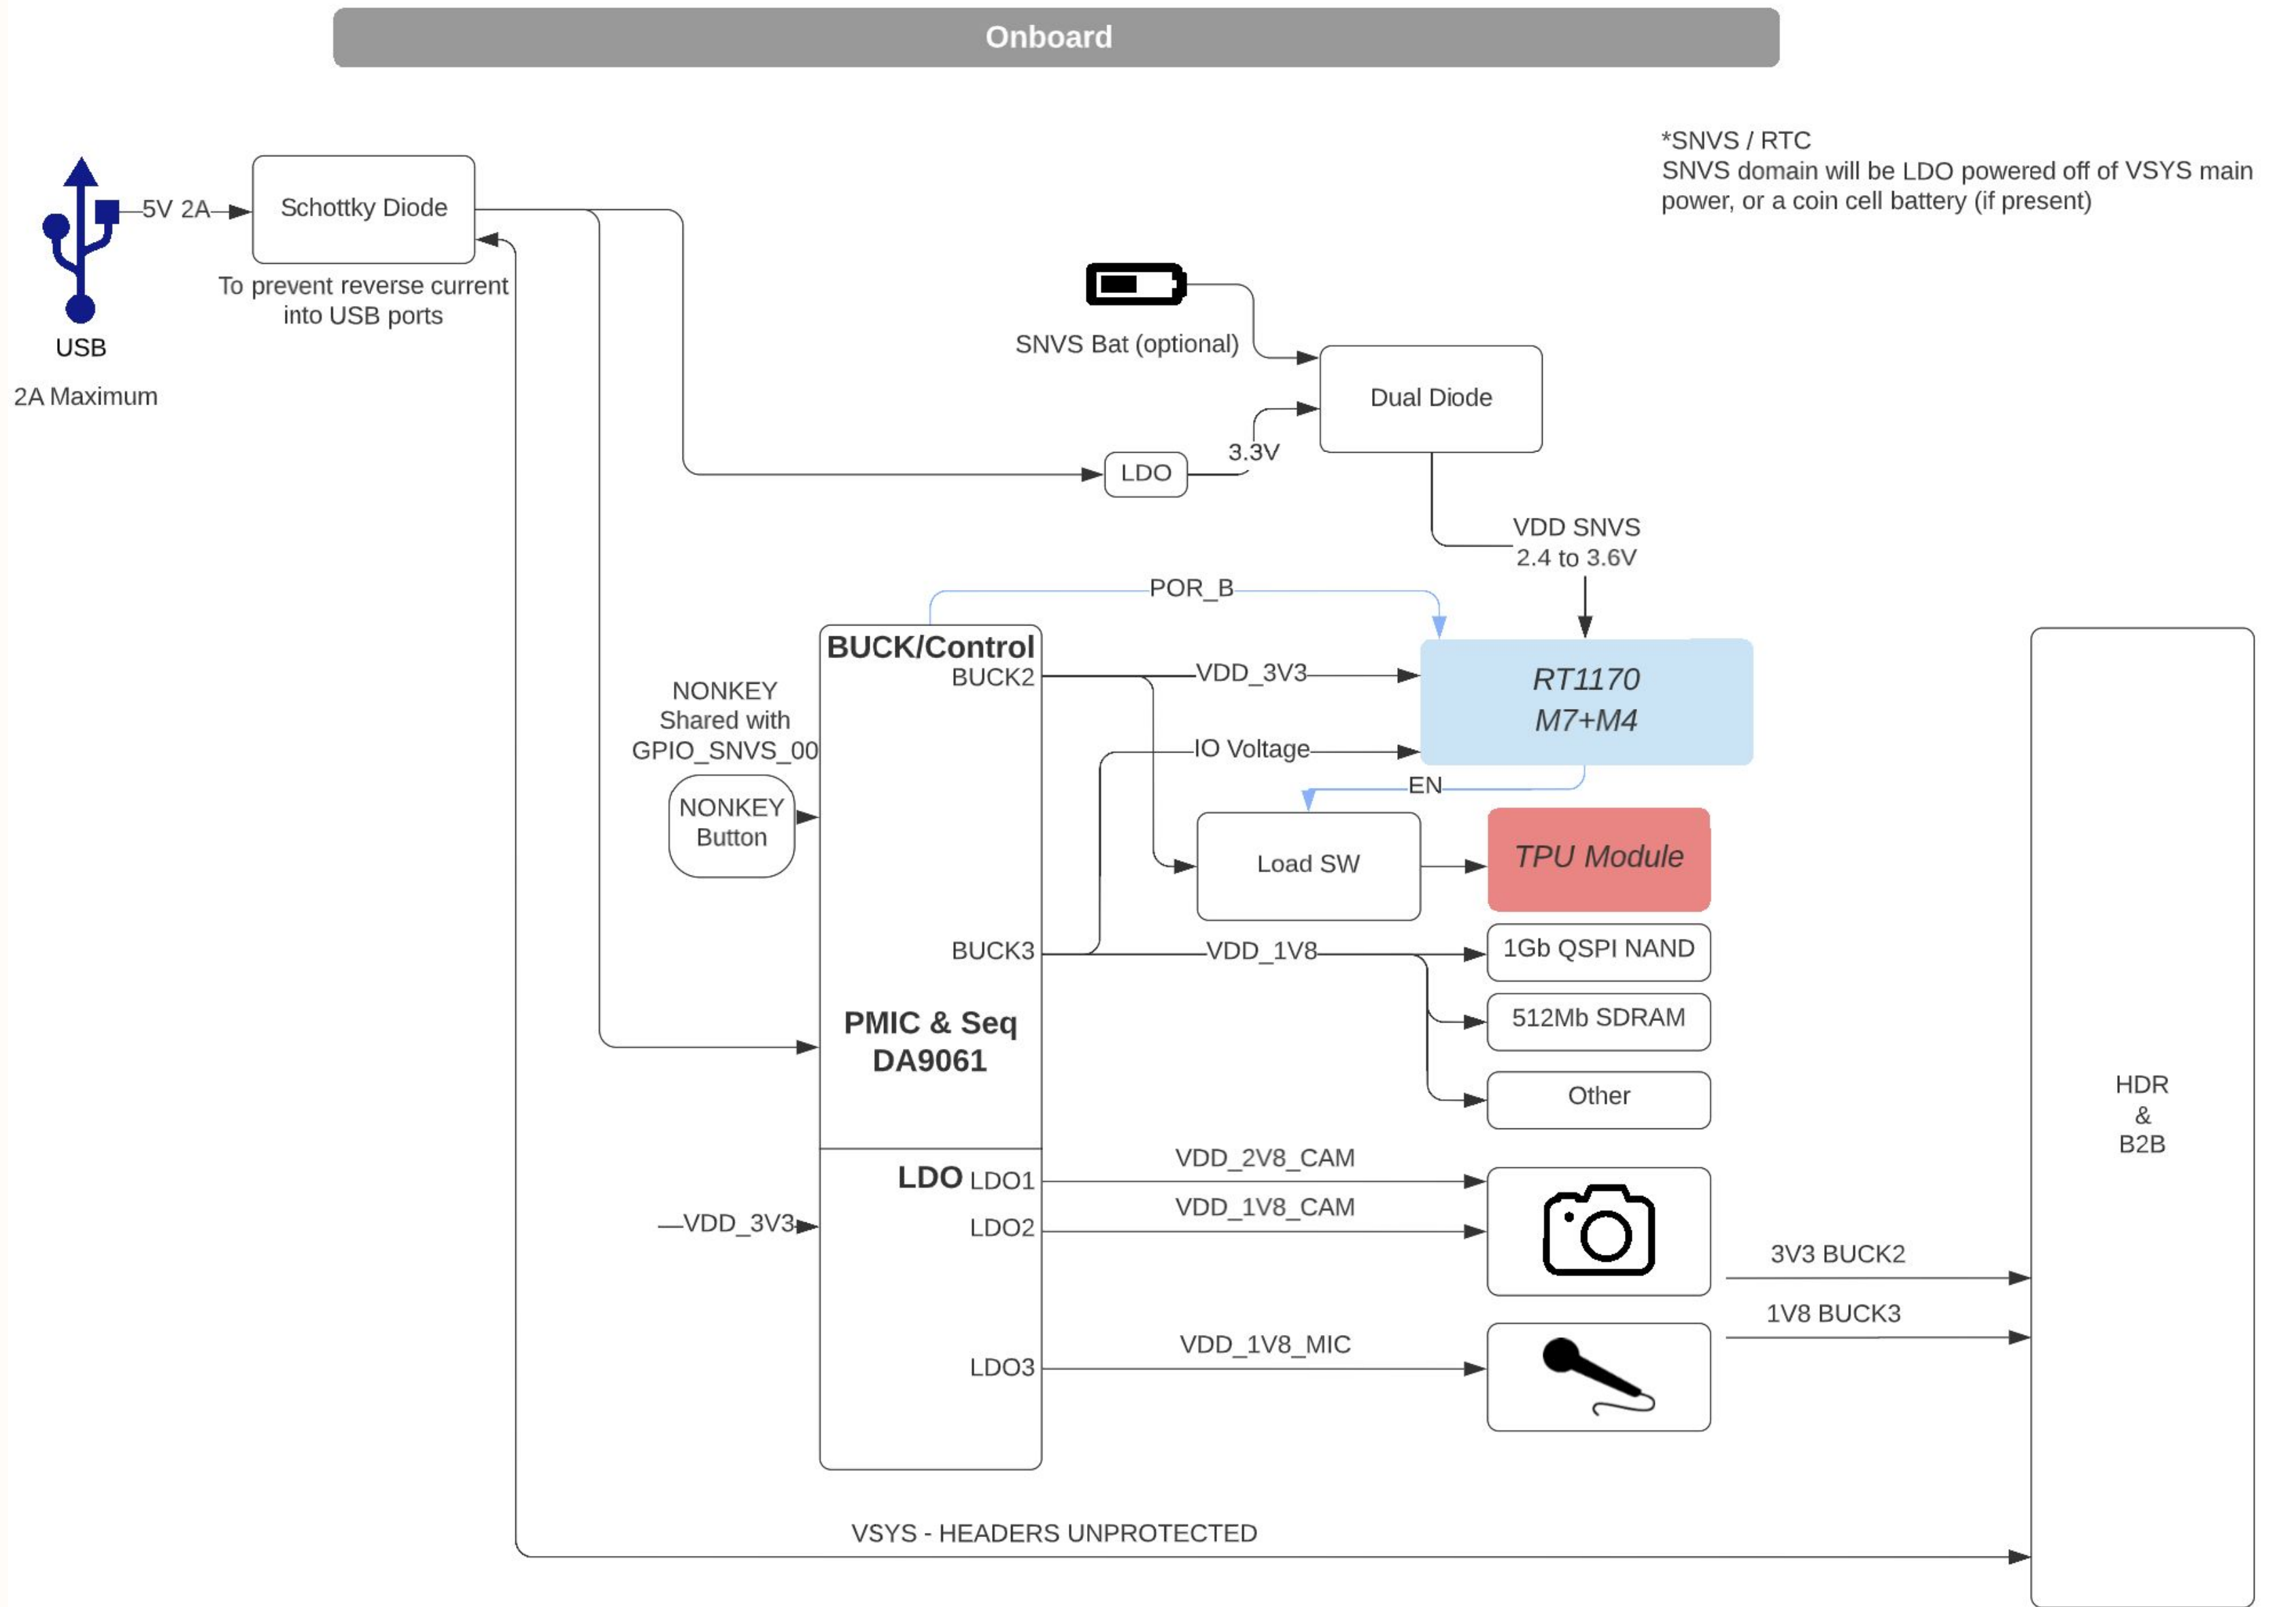 Onboard
*SNVS / RTC
SNVS domain will be LDO powered off of VSYS main
power, or a coin cell battery (if present)
5V 2A
Schottky Diode
To prevent reverse current
into USB ports
USB
2A Maximum
SNVS Bat (optional)
Dual Diode
3.3V
LDO
VDD SNVS
2.4 to 3.6V
POR_B
BUCK/Control
BUCK2
VDD_3V3
RT1170
M7+M4
NONKEY
Shared with
GPIO_SNVS_00
NONKEY
Button
IO Voltage
EN
Load SW
TPU Module
BUCK3
VDD_1V8
1Gb QSPI NAND
512Mb SDRAM
Other
PMIC & Seq
DA9061
HDR
&
B2B
LDO
LDO1
VDD_2V8_CAM
VDD_1V8_CAM
VDD_3V3
LDO2
3V3 BUCK2
1V8 BUCK3
LDO3
VDD_1V8_MIC
VSYS - HEADERS UNPROTECTED